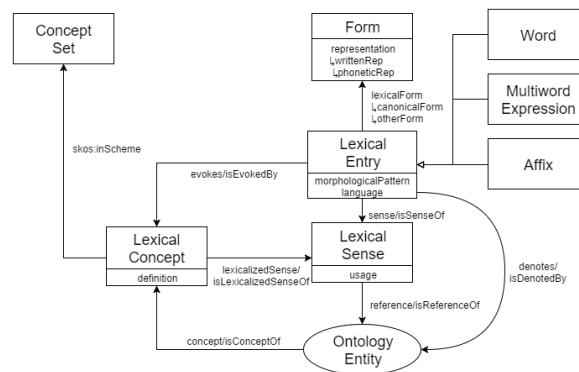 Concept
Set
Form
representation
↳writtenRep
↳phoneticRep
Word
Multiword
Expression
Affix
lexicalForm
↳canonicalForm
↳otherForm
skos:inScheme
Lexical
Entry
morphologicalPattern
language
evokes/isEvokedBy
sense/isSenseOf
Lexical
Concept
definition
lexicalizedSense/
isLexicalizedSenseOf
Lexical
Sense
usage
denotes/
isDenotedBy
reference/isReferenceOf
concept/isConceptOf
Ontology
Entity